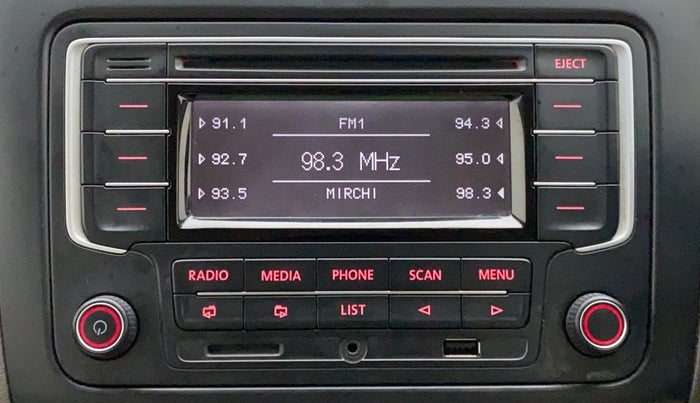 EJECT
91.1 FM1 94.3
92.7 98.3 MHz 95.0
93.5 MIRCHI 98.3
RADIO MEDIA PHONE SCAN MENU
LIST